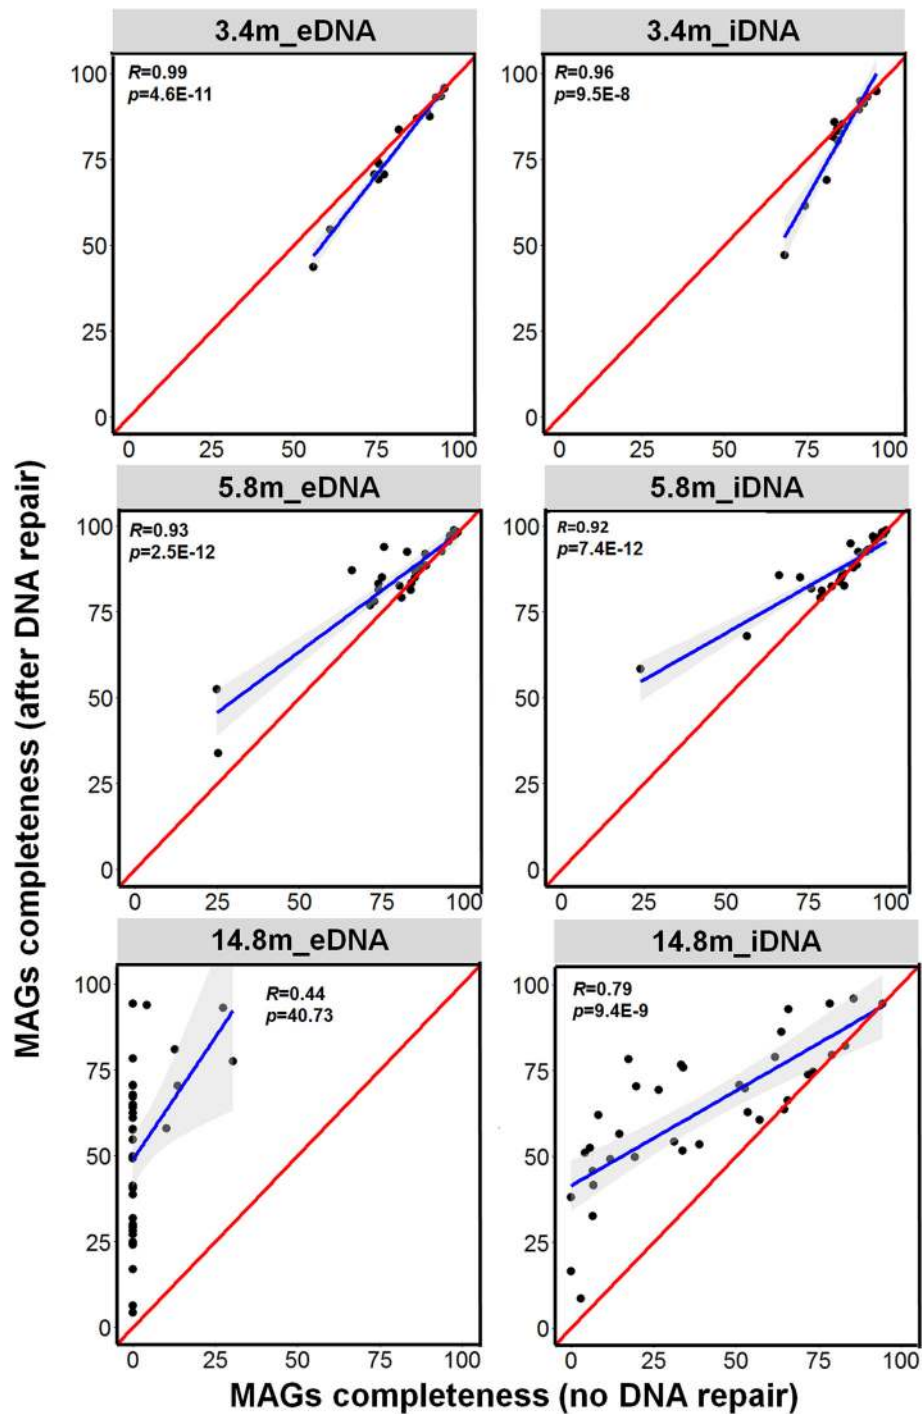 3.4m_eDNA
3.4m_iDNA
R=0.99
p=4.6E-11
R=0.96
p=9.5E-8
100
75
50
25
0
100
75
50
25
0
0 25 50 75 100
0 25 50 75 100
5.8m_eDNA
5.8m_iDNA
R=0.93
p=2.5E-12
R=0.92
p=7.4E-12
100
75
50
25
0
100
75
50
25
0
0 25 50 75 100
0 25 50 75 100
14.8m_eDNA
14.8m_iDNA
R=0.44
p=40.73
R=0.79
p=9.4E-9
100
75
50
25
0
100
75
50
25
0
0 25 50 75 100
0 25 50 75 100
MAGs completeness (after DNA repair)
MAGs completeness (no DNA repair)